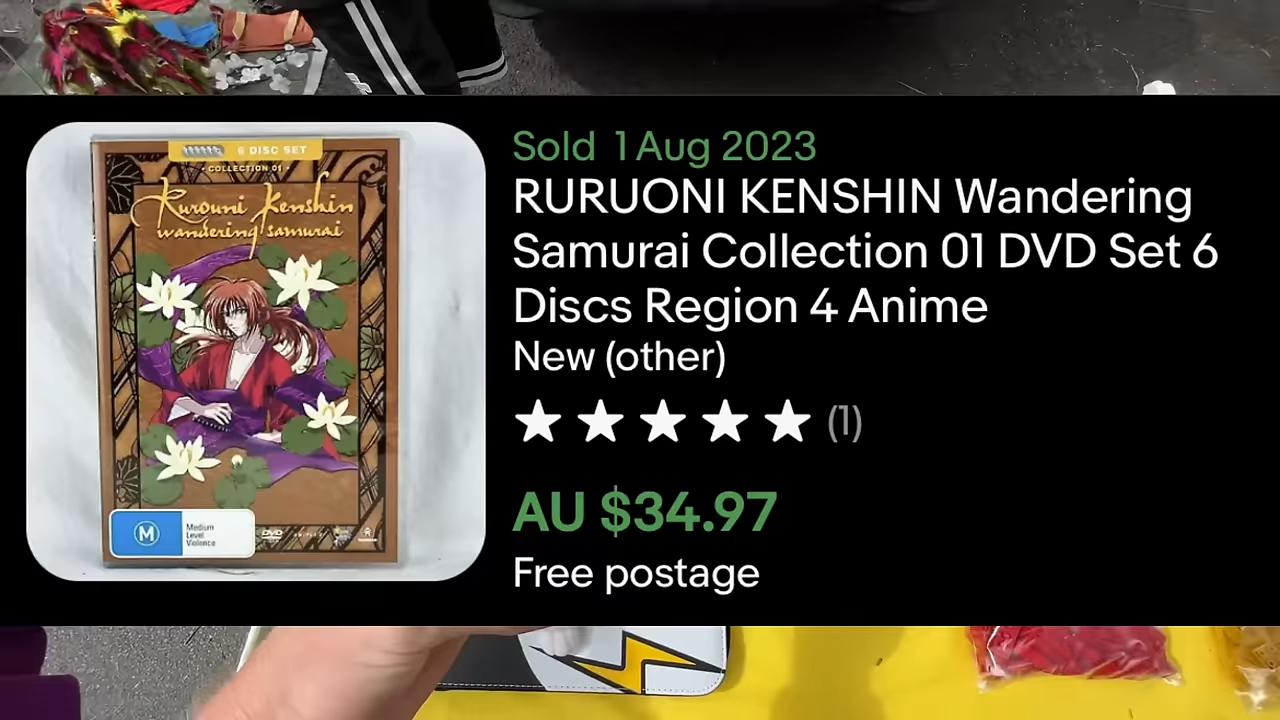 6 DISC SET
COLLECTION 01
Rurouni Kenshin
wandering samurai
M
Medium
Level
Violence
DVD
Sold 1 Aug 2023
RURUONI KENSHIN Wandering
Samurai Collection 01 DVD Set 6
Discs Region 4 Anime
New (other)
(1)
AU $34.97
Free postage